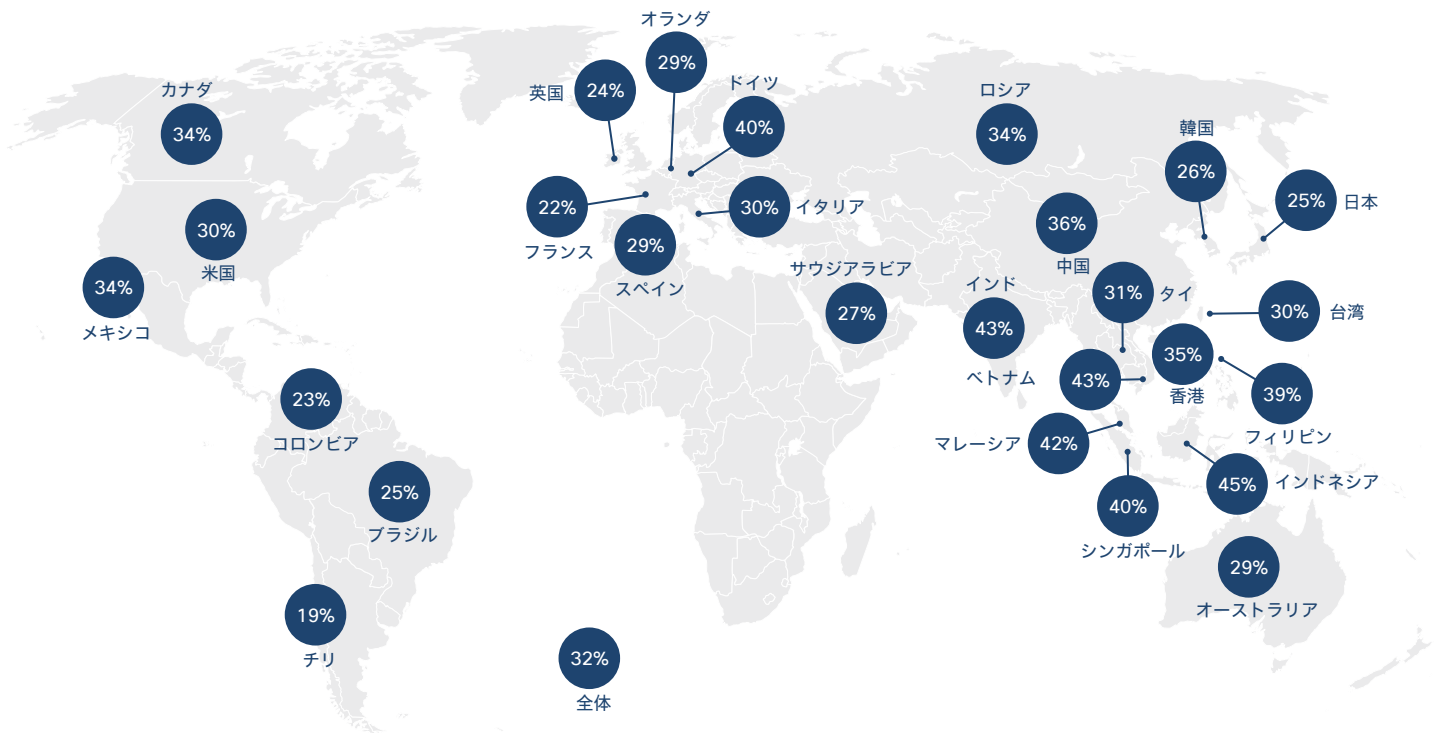 オランダ
29%
英国
24%
ドイツ
40%
カナダ
34%
ロシア
34%
韓国
26%
22%
フランス
30%
イタリア
29%
スペイン
25%
日本
30%
米国
36%
中国
34%
メキシコ
サウジアラビア
27%
インド
43%
31%
タイ
30%
台湾
ベトナム
43%
35%
香港
39%
フィリピン
23%
コロンビア
マレーシア
42%
45%
インドネシア
25%
ブラジル
40%
シンガポール
29%
オーストラリア
19%
チリ
32%
全体